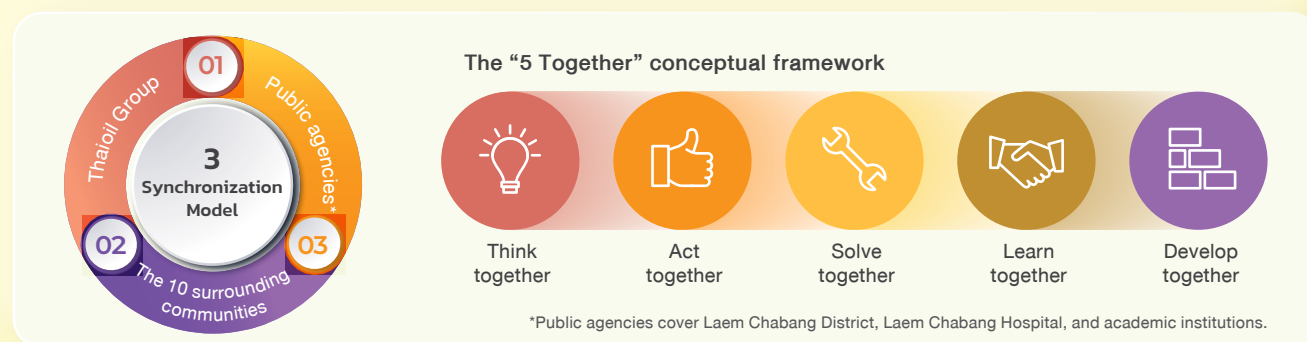 01
Thaioil Group
02
The 10 surrounding
communities
03
Public agencies*
3
Synchronization
Model
The “5 Together” conceptual framework
Think
together
Act
together
Solve
together
Learn
together
Develop
together
*Public agencies cover Laem Chabang District, Laem Chabang Hospital, and academic institutions.